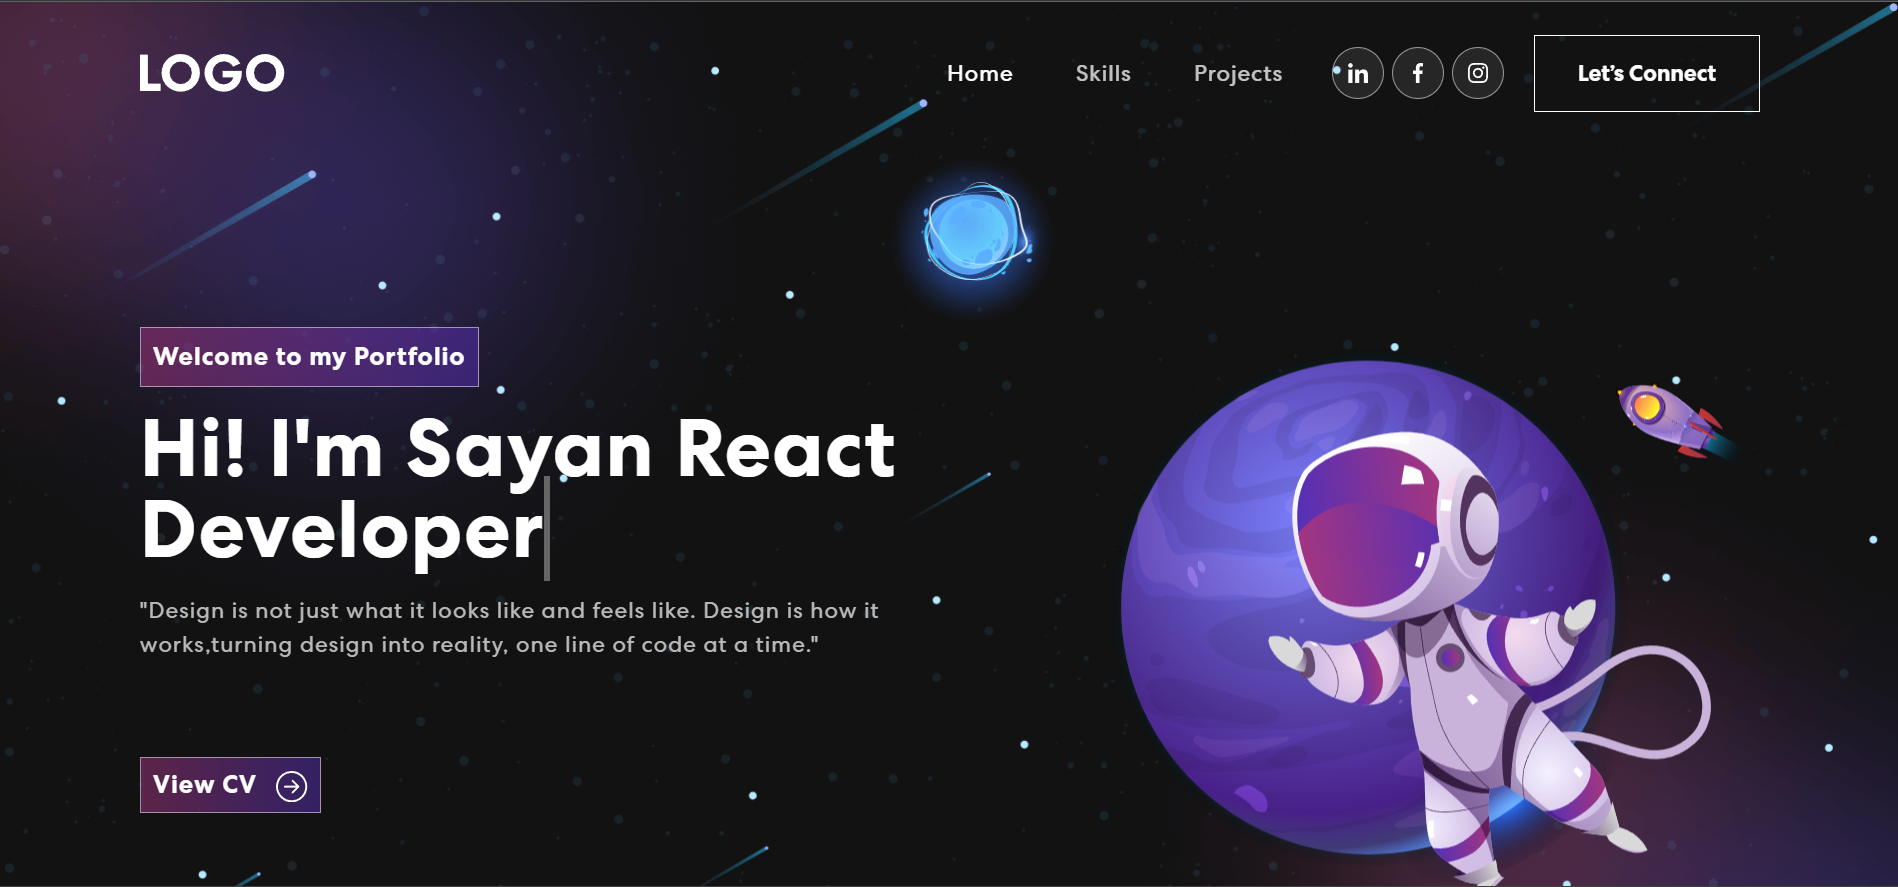 LOGO
Home
Skills
Projects
in
f
Let's Connect
Welcome to my Portfolio
Hi! I'm Sayan React
Developer
"Design is not just what it looks like and feels like. Design is how it
works,turning design into reality, one line of code at a time."
View CV